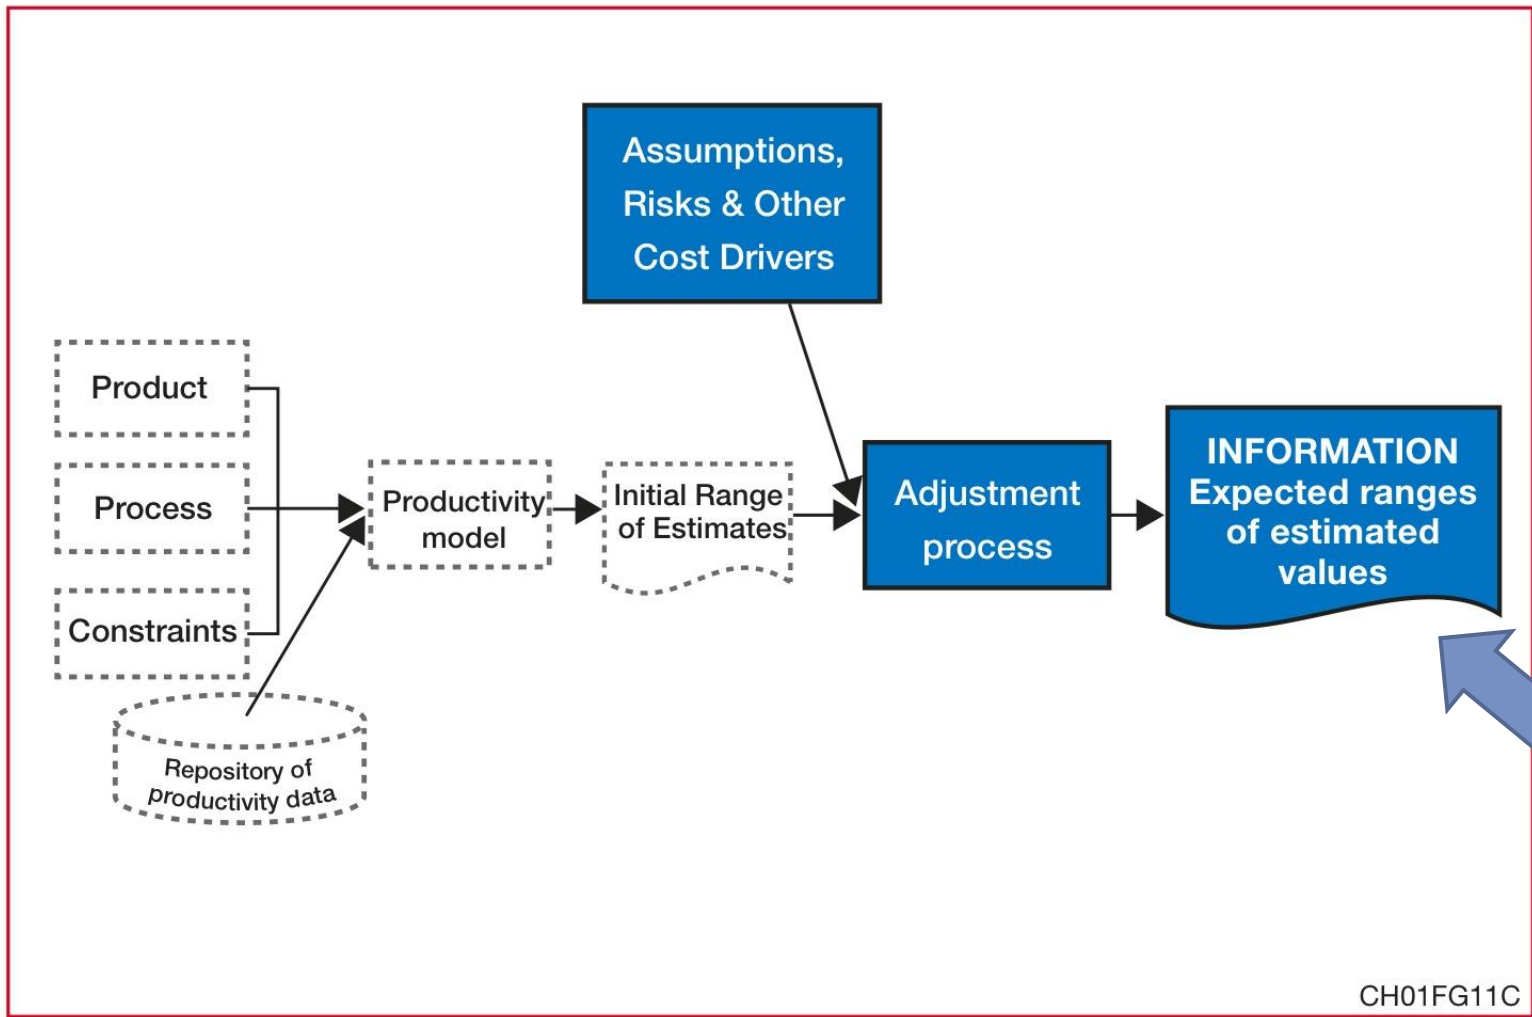 Assumptions,
Risks & Other
Cost Drivers
Product
Process
Constraints
Repository of
productivity data
Productivity
model
Initial Range
of Estimates
Adjustment
process
INFORMATION
Expected ranges
of estimated
values
CH01FG11C